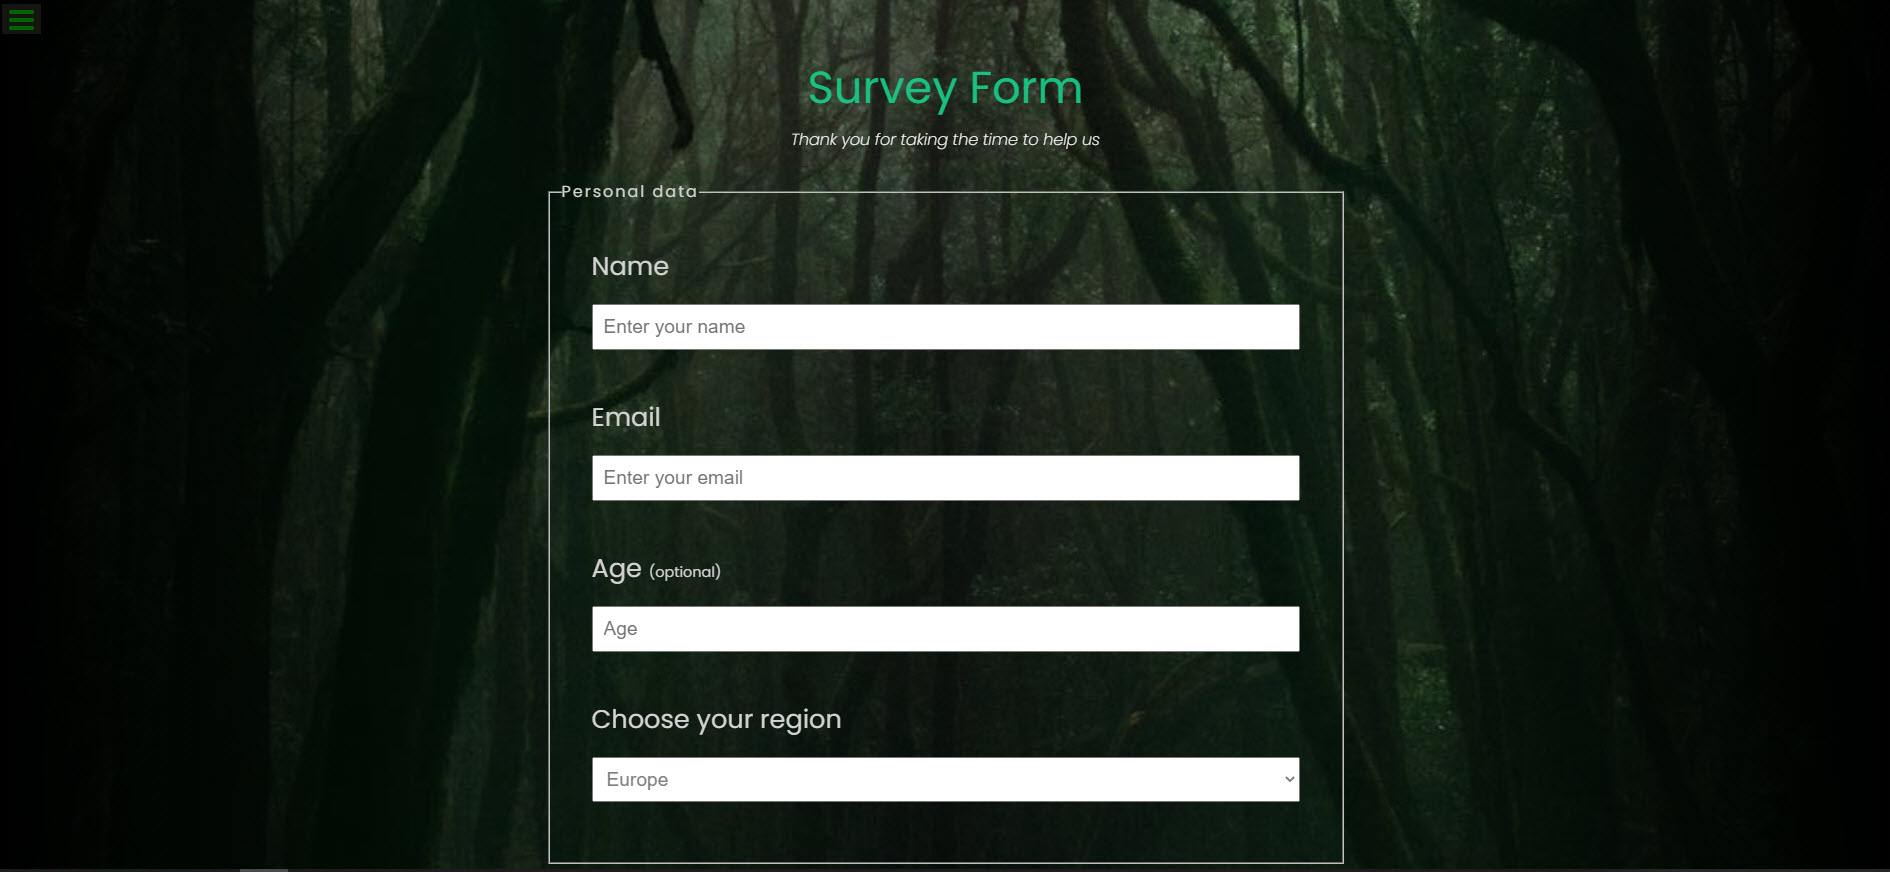 Survey Form
Thank you for taking the time to help us
Personal data
Name
Enter your name
Email
Enter your email
Age (optional)
Age
Choose your region
Europe